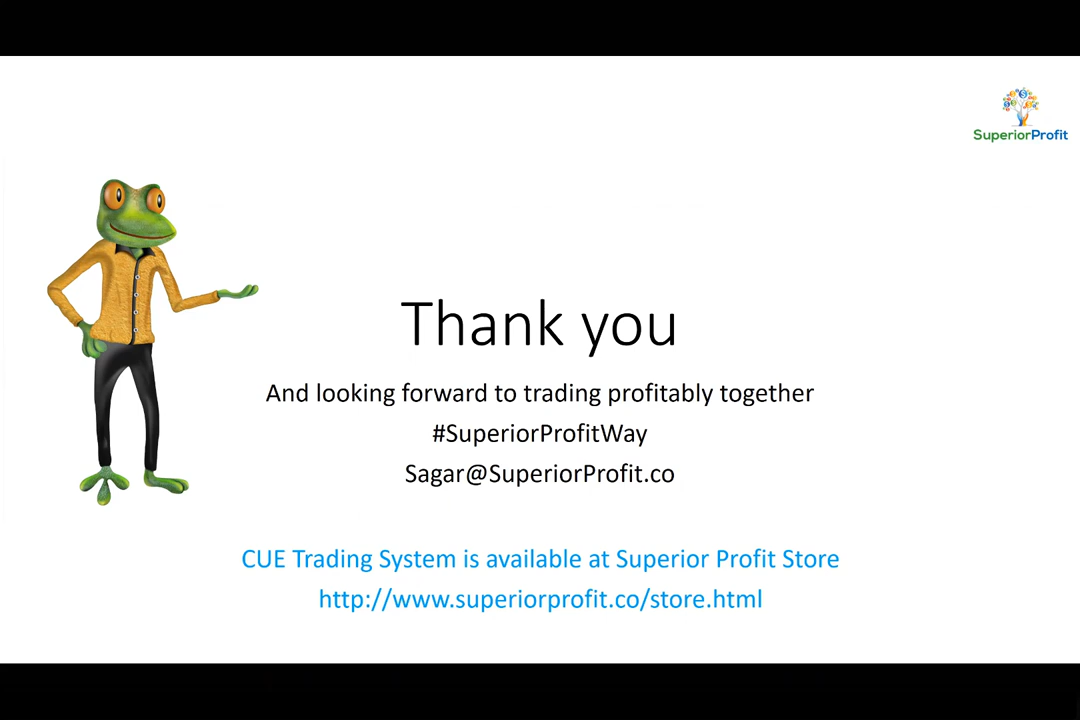 SuperiorProfit
Thank you
And looking forward to trading profitably together
#SuperiorProfitWay
Sagar@SuperiorProfit.co
CUE Trading System is available at Superior Profit Store
http://www.superiorprofit.co/store.html